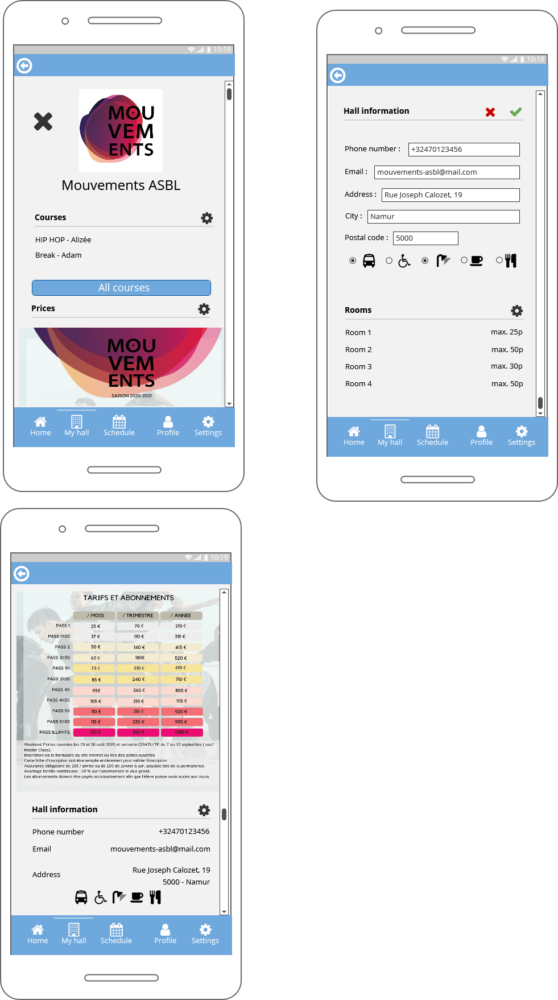 10:19
MOU
VEM
ENTS
Mouvements ASBL
Courses
HIP HOP - Alizée
Break - Adam
All courses
Prices
MOU
VEM
ENTS
SAISON 2020/2021
Home My hall Schedule Profile Settings
10:19
Hall information
Phone number : +32470123456
Email : mouvements-asbl@mail.com
Address : Rue Joseph Calozet, 19
City : Namur
Postal code : 5000
Rooms
Room 1 max. 25p
Room 2 max. 50p
Room 3 max. 30p
Room 4 max. 50p
Home My hall Schedule Profile Settings
10:19
TARIFS ET ABONNEMENTS
/ MOIS / TRIMESTRE / ANNEE
PASS 1 25 € 70 € 210 €
PASS 1h30 37 € 110 € 315 €
PASS 2 50 € 140 € 415 €
PASS 2h30 62 € 180€ 520 €
PASS 3h 73 € 210 € 610 €
PASS 3h30 85 € 240 € 710 €
PASS 4h 95€ 265 € 800 €
PASS 4h30 105 € 310 € 915 €
PASS 5h 110 € 315 € 920 €
PASS 5h30 115 € 330 € 990 €
PASS ILLIMITE 125 € 360 € 1080 €
Weekend Portes ouvertes les 29 et 30 août 2020 et semaine GRATUITE du 7 au 12 septembre ( sauf
Master Class).
Inscription via le formulaire du site internet ou lors des portes ouvertes
Cette fiche d'inscription doit être remplie entièrement pour valider l'inscription
Assurance obligatoire de 15€ / année ou de 10€ de janvier à juin, payable lors de la permanence.
Avantage famille nombreuse: -10 % sur l'abonnement le plus grand.
Les abonnements doivent être payés anticipativement afin que l'élève puisse avoir accès aux cours.
Hall information
Phone number +32470123456
Email mouvements-asbl@mail.com
Address Rue Joseph Calozet, 19
5000 - Namur
Home My hall Schedule Profile Settings